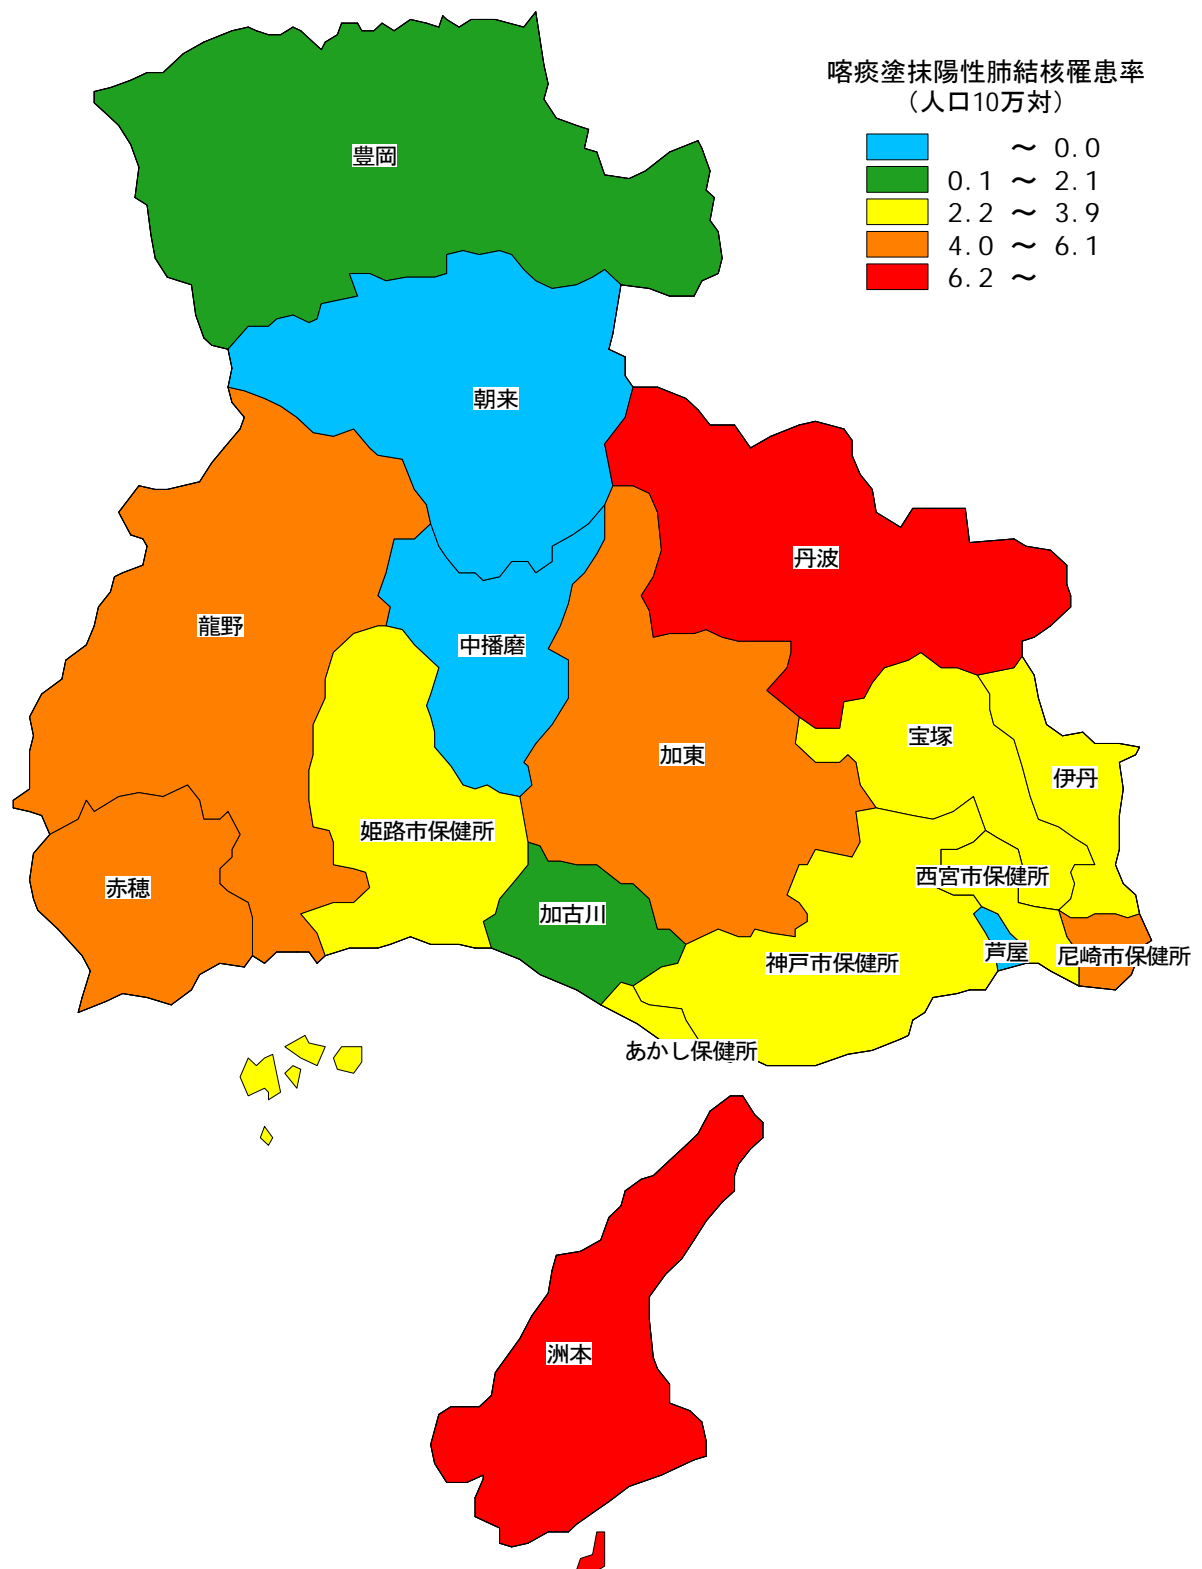 喀痰塗抹陽性肺結核罹患率
（人口10万対）
～ 0.0
0.1 ～ 2.1
2.2 ～ 3.9
4.0 ～ 6.1
6.2 ～
豊岡
朝来
丹波
龍野
中播磨
宝塚
加東
伊丹
姫路市保健所
西宮市保健所
赤穂
加古川
芦屋
尼崎市保健所
神戸市保健所
あかし保健所
洲本